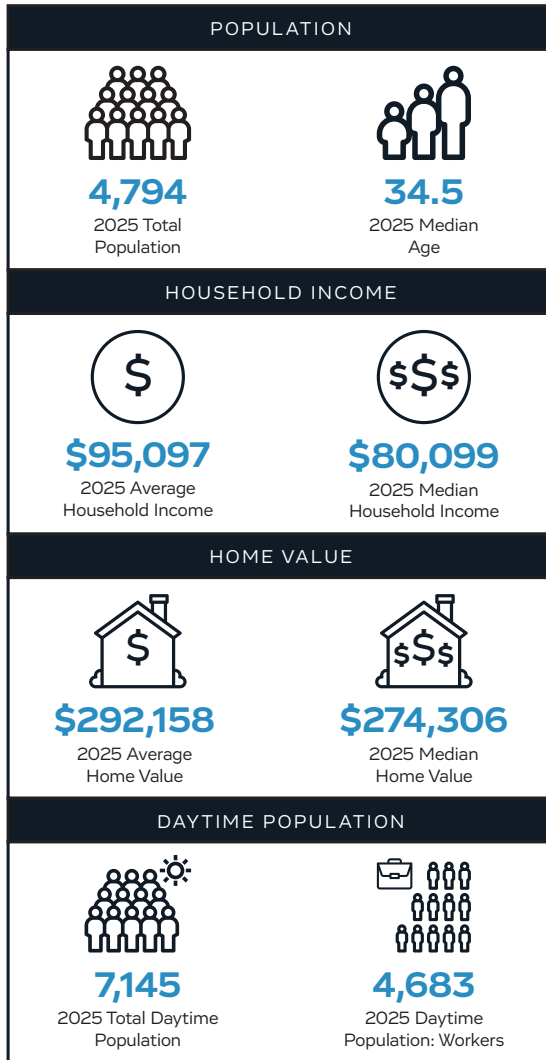 POPULATION
4,794
2025 Total
Population
34.5
2025 Median
Age
HOUSEHOLD INCOME
$
$95,097
2025 Average
Household Income
$$$
$80,099
2025 Median
Household Income
HOME VALUE
$
$292,158
2025 Average
Home Value
$$$
$274,306
2025 Median
Home Value
DAYTIME POPULATION
7,145
2025 Total Daytime
Population
4,683
2025 Daytime
Population: Workers